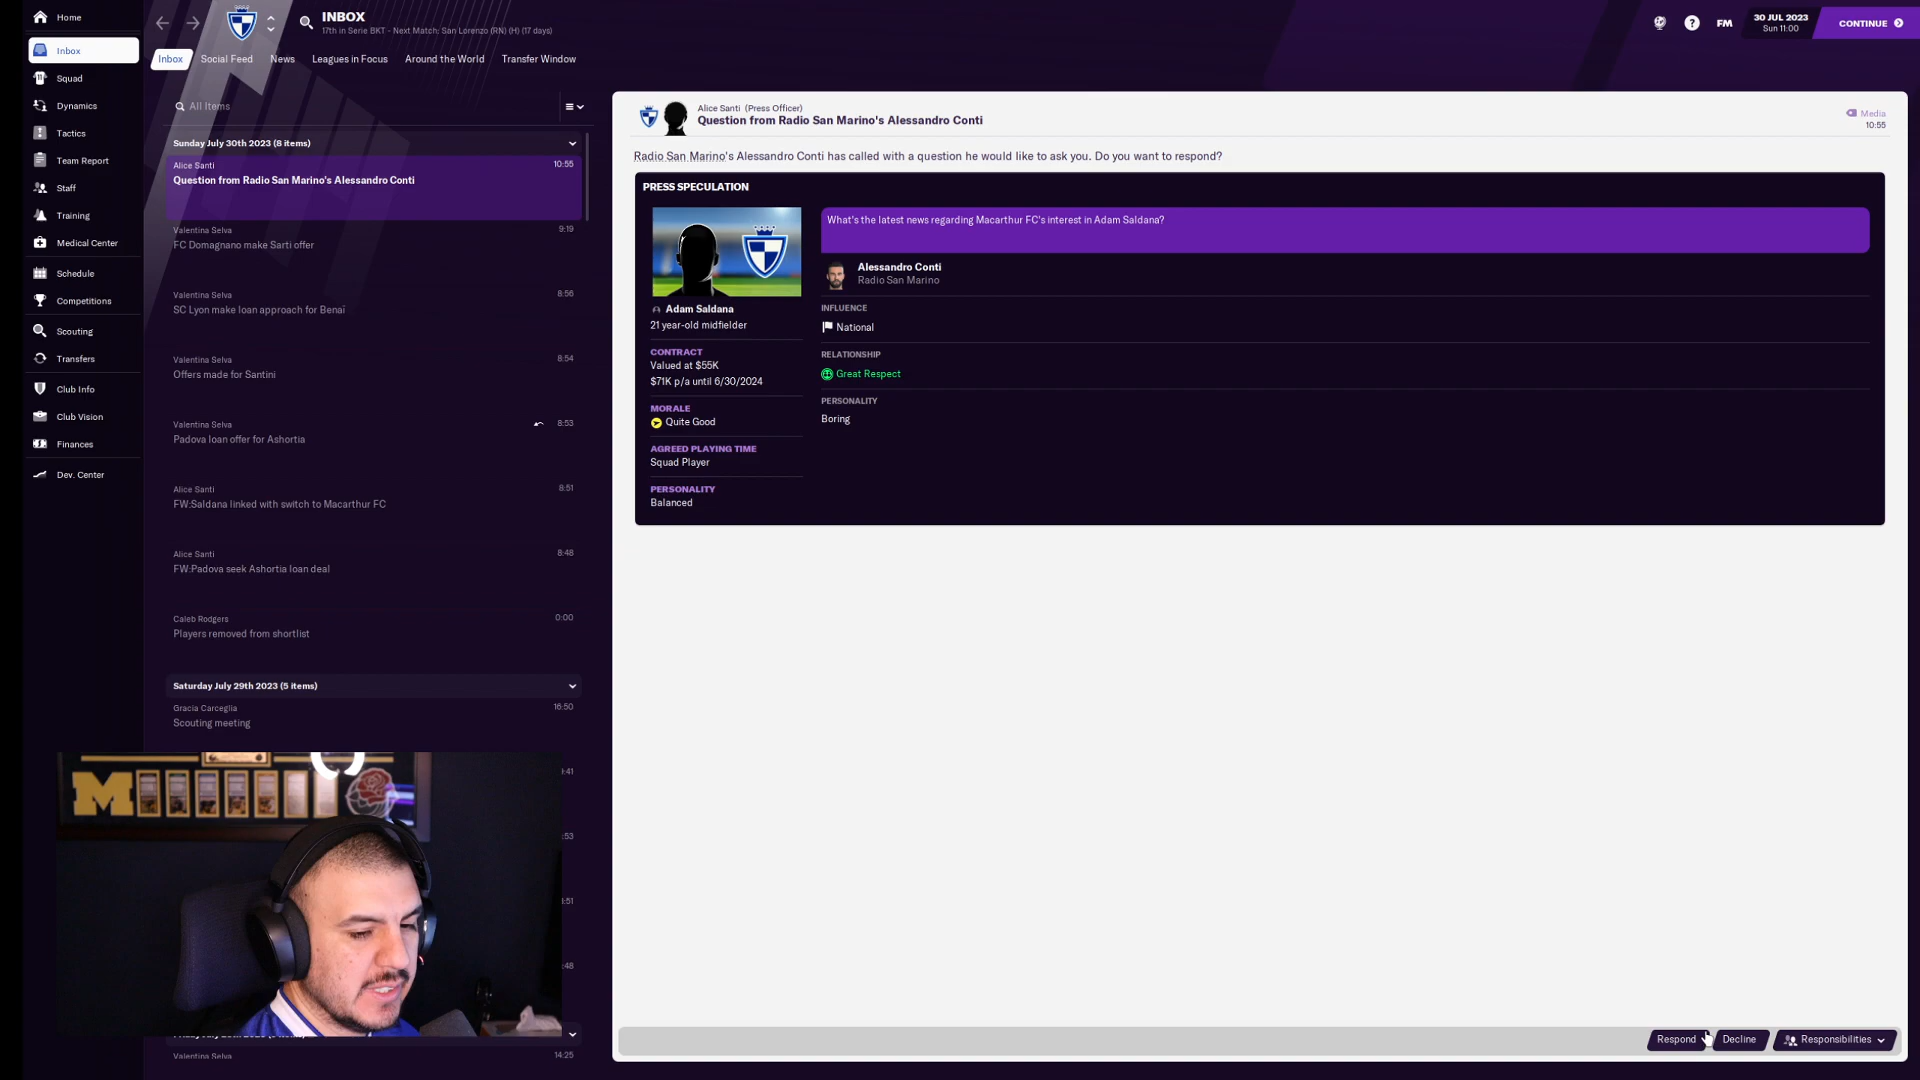 Home
Inbox
Squad
Dynamics
Tactics
Team Report
Staff
Training
Medical Center
Schedule
Competitions
Scouting
Transfers
Club Info
Club Vision
Finances
Dev. Center
INBOX
17th in Serie BKT - Next Match: San Lorenzo (RN) (H) (17 days)
FM
30 JUL 2023
Sun 11:00
CONTINUE
Inbox
Social Feed
News
Leagues in Focus
Around the World
Transfer Window
All Items
Sunday July 30th 2023 (8 items)
Alice Santi 10:55
Question from Radio San Marino's Alessandro Conti
Valentina Selva 9:19
FC Domagnano make Sarti offer
Valentina Selva 8:56
SC Lyon make loan approach for Benaï
Valentina Selva 8:54
Offers made for Santini
Valentina Selva 8:53
Padova loan offer for Ashortia
Alice Santi 8:51
FW:Saldana linked with switch to Macarthur FC
Alice Santi 8:48
FW:Padova seek Ashortia loan deal
Caleb Rodgers 0:00
Players removed from shortlist
Saturday July 29th 2023 (5 items)
Gracia Carceglia 16:50
Scouting meeting
:41
:53
:51
:48
M
Valentina Selva 14:25
Alice Santi (Press Officer)
Question from Radio San Marino's Alessandro Conti
Media
10:55
Radio San Marino's Alessandro Conti has called with a question he would like to ask you. Do you want to respond?
PRESS SPECULATION
What's the latest news regarding Macarthur FC's interest in Adam Saldana?
Alessandro Conti
Radio San Marino
INFLUENCE
National
RELATIONSHIP
Great Respect
PERSONALITY
Boring
Adam Saldana
21 year-old midfielder
CONTRACT
Valued at $55K
$71K p/a until 6/30/2024
MORALE
Quite Good
AGREED PLAYING TIME
Squad Player
PERSONALITY
Balanced
Respond
Decline
Responsibilities